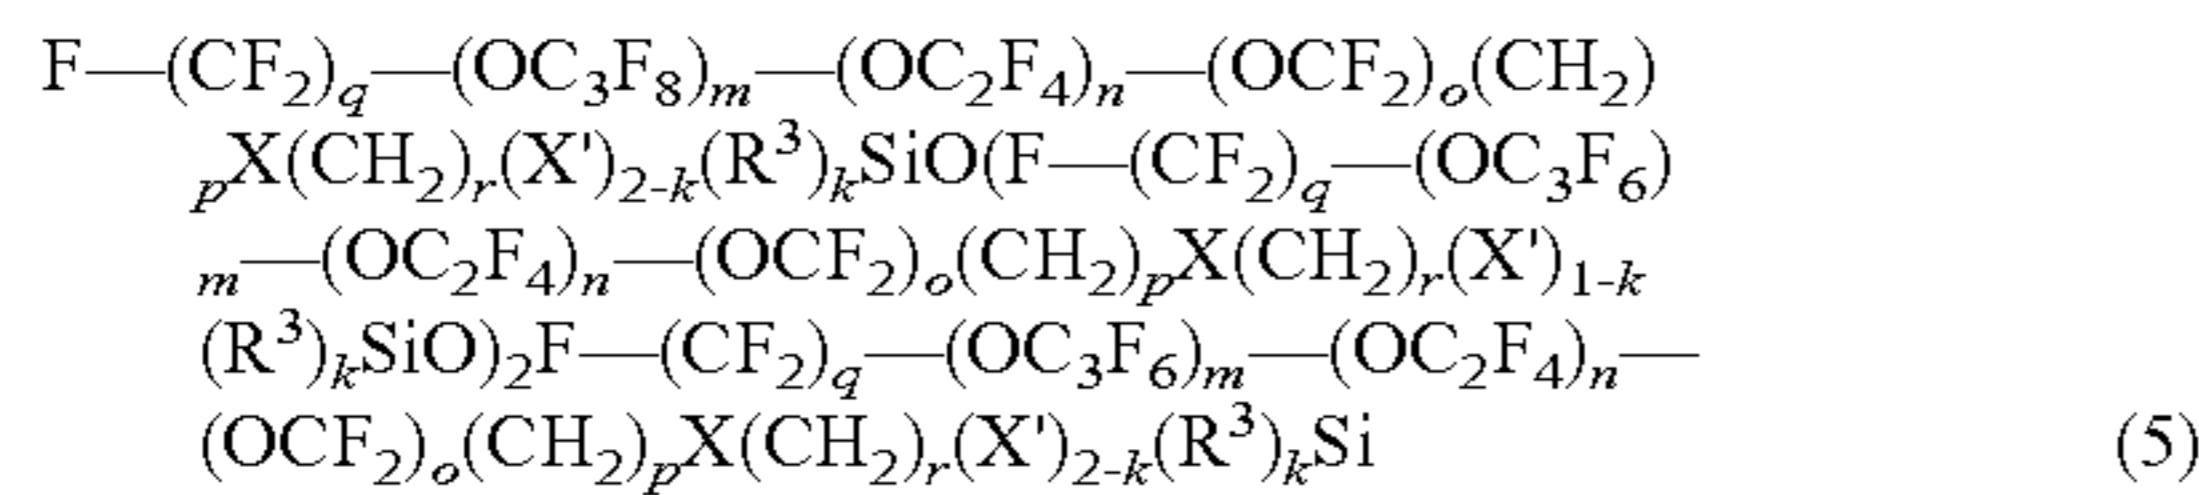 F—(CF₂)q—(OC₃F₈)m—(OC₂F₄)n—(OCF₂)o(CH₂)
pX(CH₂)r(X')₂₋k(R³)kSiO(F—(CF₂)q—(OC₃F₆)
m—(OC₂F₄)n—(OCF₂)o(CH₂)pX(CH₂)r(X')₁₋k
(R³)kSiO)₂F—(CF₂)q—(OC₃F₆)m—(OC₂F₄)n—
(OCF₂)o(CH₂)pX(CH₂)r(X')₂₋k(R³)kSi (5)